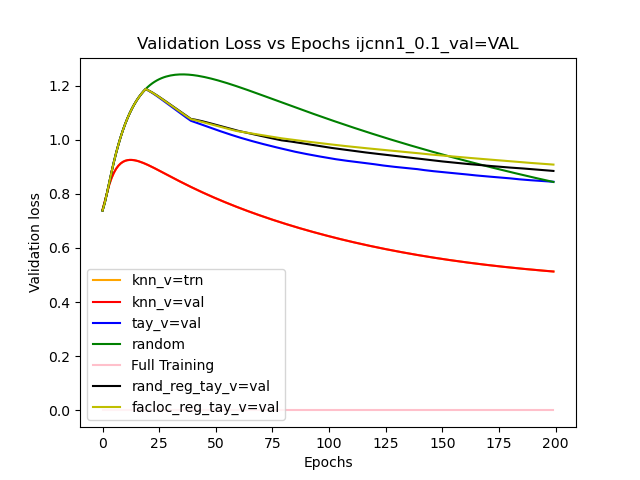 Validation Loss vs Epochs ijcnn1_0.1_val=VAL
Validation loss
1.2
1.0
0.8
0.6
0.4
0.2
0.0
knn_v=trn
knn_v=val
tay_v=val
random
Full Training
rand_reg_tay_v=val
facloc_reg_tay_v=val
0 25 50 75 100 125 150 175 200
Epochs